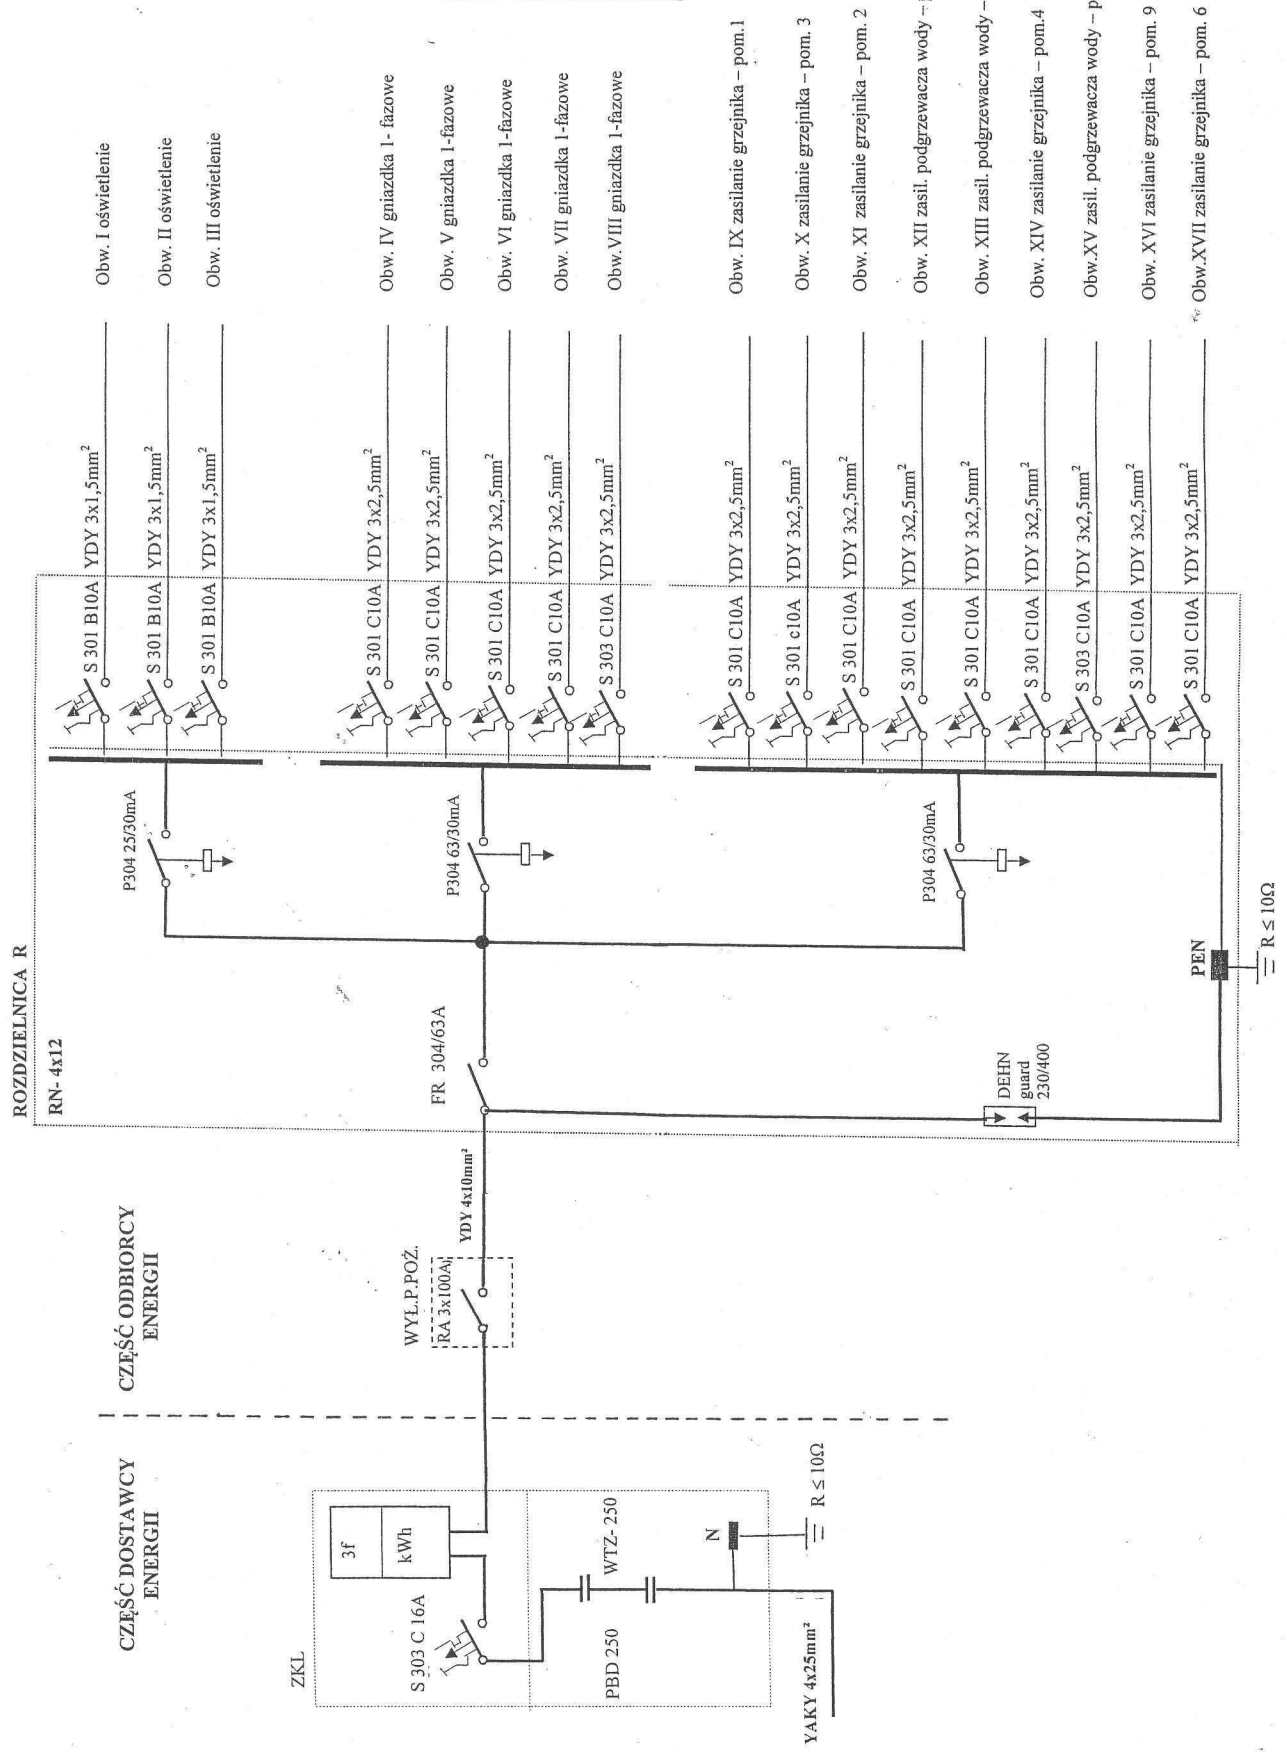 ROZDZIELNICA R
RN- 4x12
CZĘŚĆ DOSTAWCY
ENERGII
CZĘŚĆ ODBIORCY
ENERGII
ZKL
3f
kWh
S 303 C 16A
PBD 250
WTZ- 250
N
R ≤ 10Ω
YAKY 4x25mm²
WYŁ.P.POŻ.
RA 3x100A
YDY 4x10mm²
FR 304/63A
DEHN
guard
230/400
PEN
R ≤ 10Ω
P304 25/30mA
P304 63/30mA
P304 63/30mA
S 301 B10A YDY 3x1,5mm² Obw. I oświetlenie
S 301 B10A YDY 3x1,5mm² Obw. II oświetlenie
S 301 B10A YDY 3x1,5mm² Obw. III oświetlenie
S 301 C10A YDY 3x2,5mm² Obw. IV gniazdka 1- fazowe
S 301 C10A YDY 3x2,5mm² Obw. V gniazdka 1-fazowe
S 301 C10A YDY 3x2,5mm² Obw. VI gniazdka 1-fazowe
S 301 C10A YDY 3x2,5mm² Obw. VII gniazdka 1-fazowe
S 303 C10A YDY 3x2,5mm² Obw.VIII gniazdka 1-fazowe
S 301 C10A YDY 3x2,5mm² Obw. IX zasilanie grzejnika – pom.1
S 301 c10A YDY 3x2,5mm² Obw. X zasilanie grzejnika – pom. 3
S 301 C10A YDY 3x2,5mm² Obw. XI zasilanie grzejnika – pom. 2
S 301 C10A YDY 3x2,5mm² Obw. XII zasil. podgrzewacza wody –
S 301 C10A YDY 3x2,5mm² Obw. XIII zasil. podgrzewacza wody –
S 301 C10A YDY 3x2,5mm² Obw. XIV zasilanie grzejnika – pom.4
S 303 C10A YDY 3x2,5mm² Obw.XV zasil. podgrzewacza wody – p
S 301 C10A YDY 3x2,5mm² Obw. XVI zasilanie grzejnika – pom. 9
S 301 C10A YDY 3x2,5mm² Obw.XVII zasilanie grzejnika – pom. 6